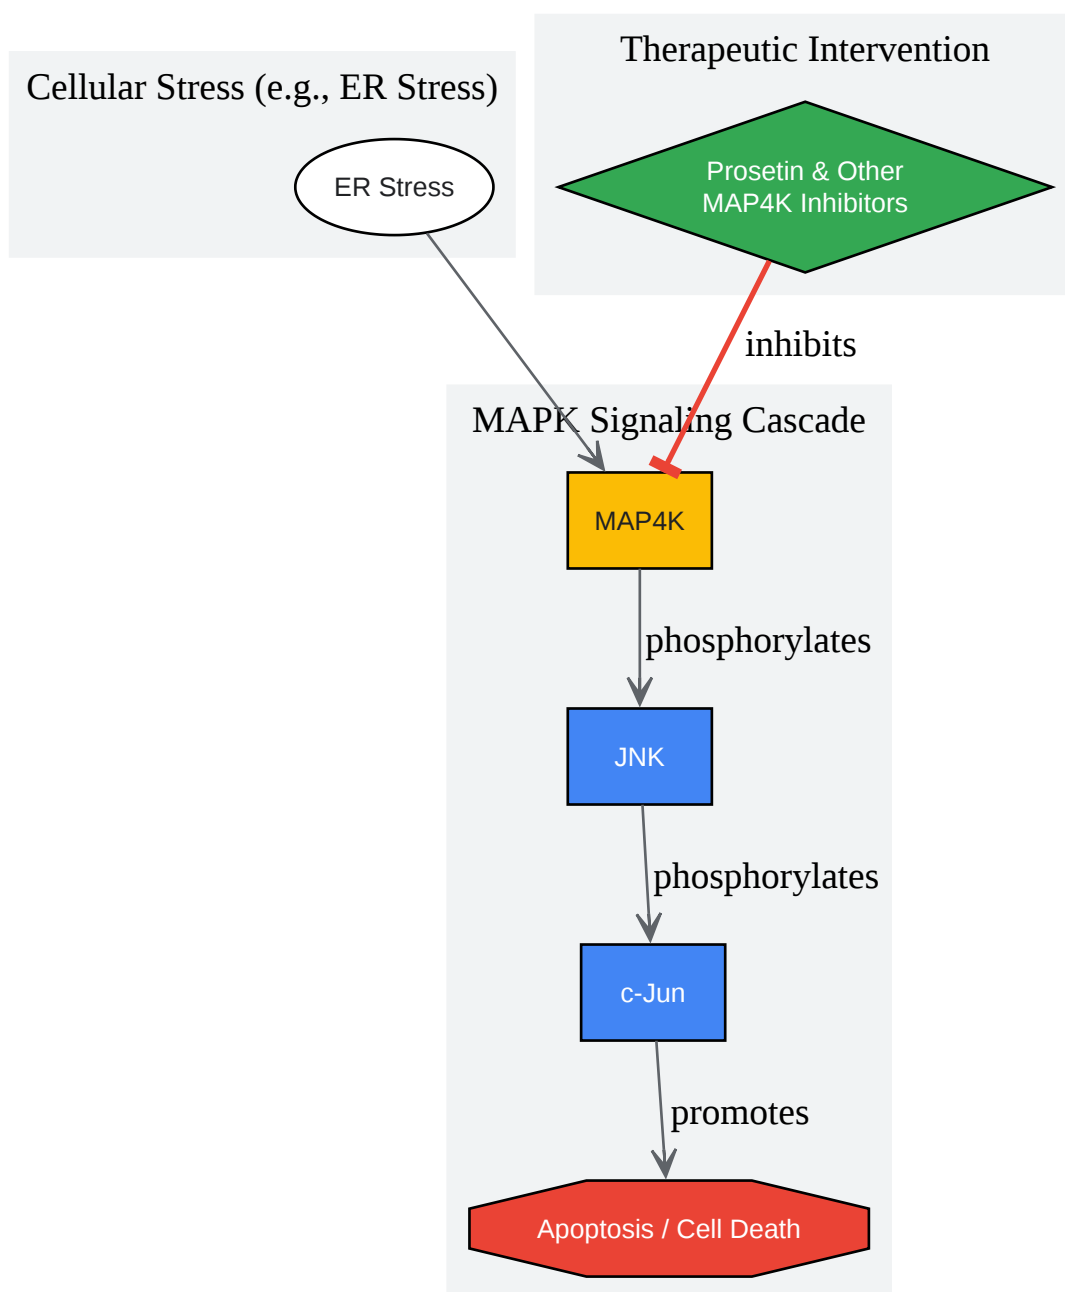 Therapeutic Intervention
Cellular Stress (e.g., ER Stress)
Prosetin & Other
MAP4K Inhibitors
ER Stress
inhibits
MAPK Signaling Cascade
MAP4K
phosphorylates
JNK
phosphorylates
c-Jun
promotes
Apoptosis / Cell Death